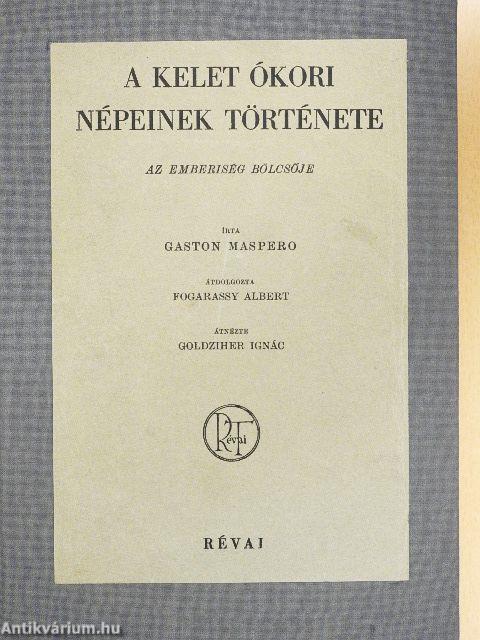 A KELET ÓKORI
NÉPEINEK TÖRTÉNETE
AZ EMBERISÉG BÖLCSŐJE
ÍRTA
GASTON MASPERO
ÁTDOLGOZTA
FOGARASSY ALBERT
ÁTNÉZTE
GOLDZIHER IGNÁC
RT
Révai
RÉVAI
Antikvárium.hu